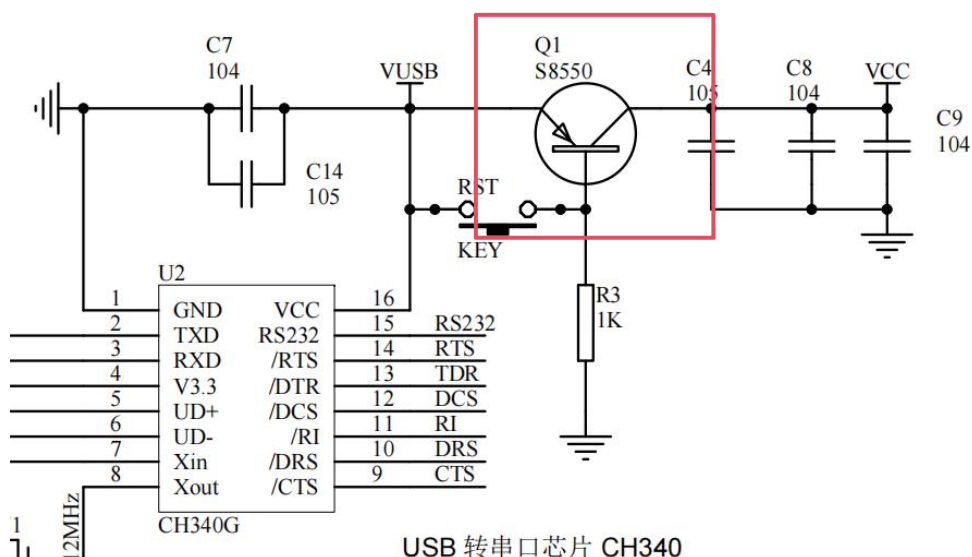 C7
104
VUSB
Q1
S8550
C4
105
C8
104
VCC
C9
104
C14
105
RST
KEY
R3
1K
U2
1 GND VCC 16
2 TXD RS232 15 RS232
3 RXD /RTS 14 RTS
4 V3.3 /DTR 13 TDR
5 UD+ /DCS 12 DCS
6 UD- /RI 11 RI
7 Xin /DRS 10 DRS
8 Xout /CTS 9 CTS
CH340G
12MHz
USB 转串口芯片 CH340